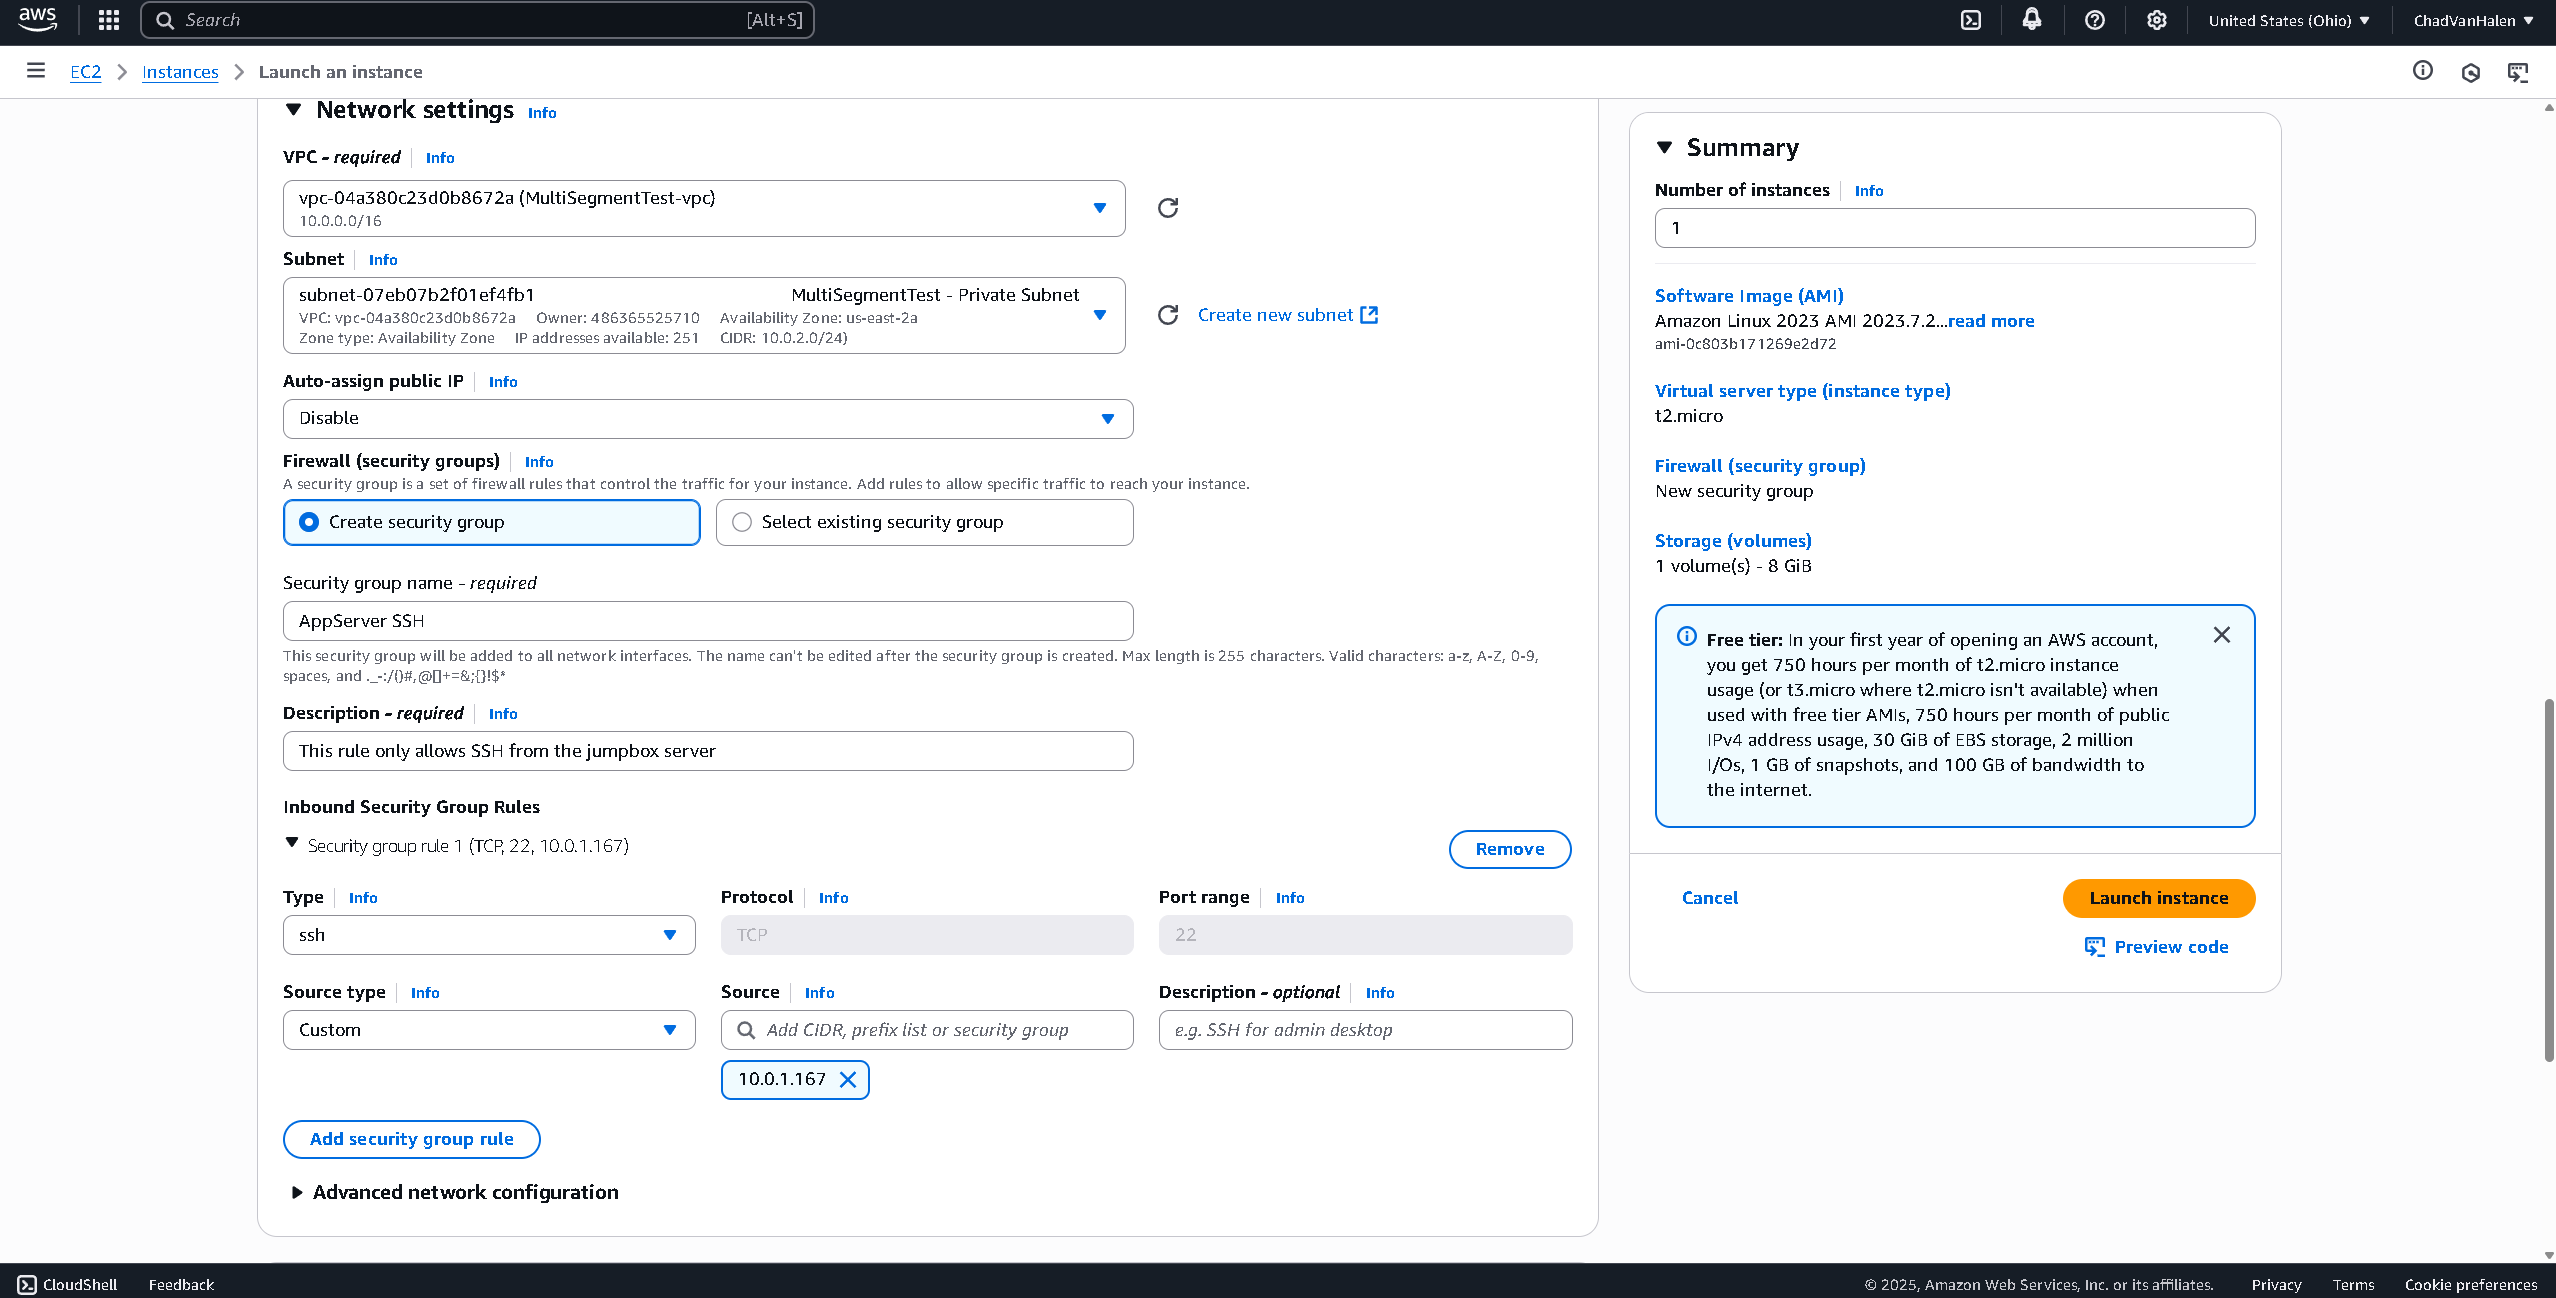 aws
Search [Alt+S]
United States (Ohio)
ChadVanHalen
EC2
Instances
Launch an instance
Network settings Info
VPC - required Info
vpc-04a380c23d0b8672a (MultiSegmentTest-vpc)
10.0.0.0/16
Subnet Info
subnet-07eb07b2f01ef4fb1 MultiSegmentTest - Private Subnet
VPC: vpc-04a380c23d0b8672a Owner: 486365525710 Availability Zone: us-east-2a
Zone type: Availability Zone IP addresses available: 251 CIDR: 10.0.2.0/24)
Create new subnet
Auto-assign public IP Info
Disable
Firewall (security groups) Info
A security group is a set of firewall rules that control the traffic for your instance. Add rules to allow specific traffic to reach your instance.
Create security group
Select existing security group
Security group name - required
AppServer SSH
This security group will be added to all network interfaces. The name can't be edited after the security group is created. Max length is 255 characters. Valid characters: a-z, A-Z, 0-9,
spaces, and ._-:/()#,@[]+=&;{}!$*
Description - required Info
This rule only allows SSH from the jumpbox server
Inbound Security Group Rules
Security group rule 1 (TCP, 22, 10.0.1.167)
Remove
Type Info
Protocol Info
Port range Info
ssh
TCP
22
Source type Info
Source Info
Description - optional Info
Custom
Add CIDR, prefix list or security group
e.g. SSH for admin desktop
10.0.1.167
Add security group rule
Advanced network configuration
Summary
Number of instances Info
1
Software Image (AMI)
Amazon Linux 2023 AMI 2023.7.2...read more
ami-0c803b171269e2d72
Virtual server type (instance type)
t2.micro
Firewall (security group)
New security group
Storage (volumes)
1 volume(s) - 8 GiB
Free tier: In your first year of opening an AWS account,
you get 750 hours per month of t2.micro instance
usage (or t3.micro where t2.micro isn't available) when
used with free tier AMIs, 750 hours per month of public
IPv4 address usage, 30 GiB of EBS storage, 2 million
I/Os, 1 GB of snapshots, and 100 GB of bandwidth to
the internet.
Cancel
Launch instance
Preview code
CloudShell
Feedback
© 2025, Amazon Web Services, Inc. or its affiliates.
Privacy
Terms
Cookie preferences